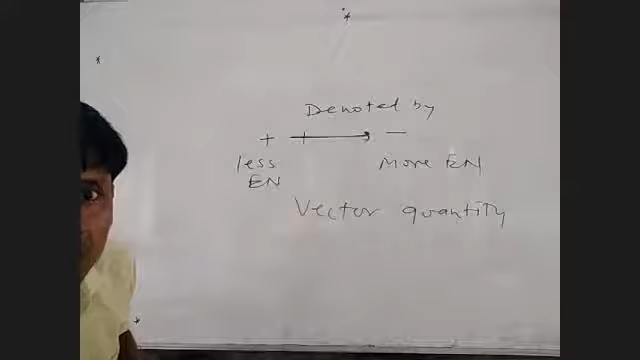 Denoted by
+ ⟼ −
less More EN
EN
Vector quantity